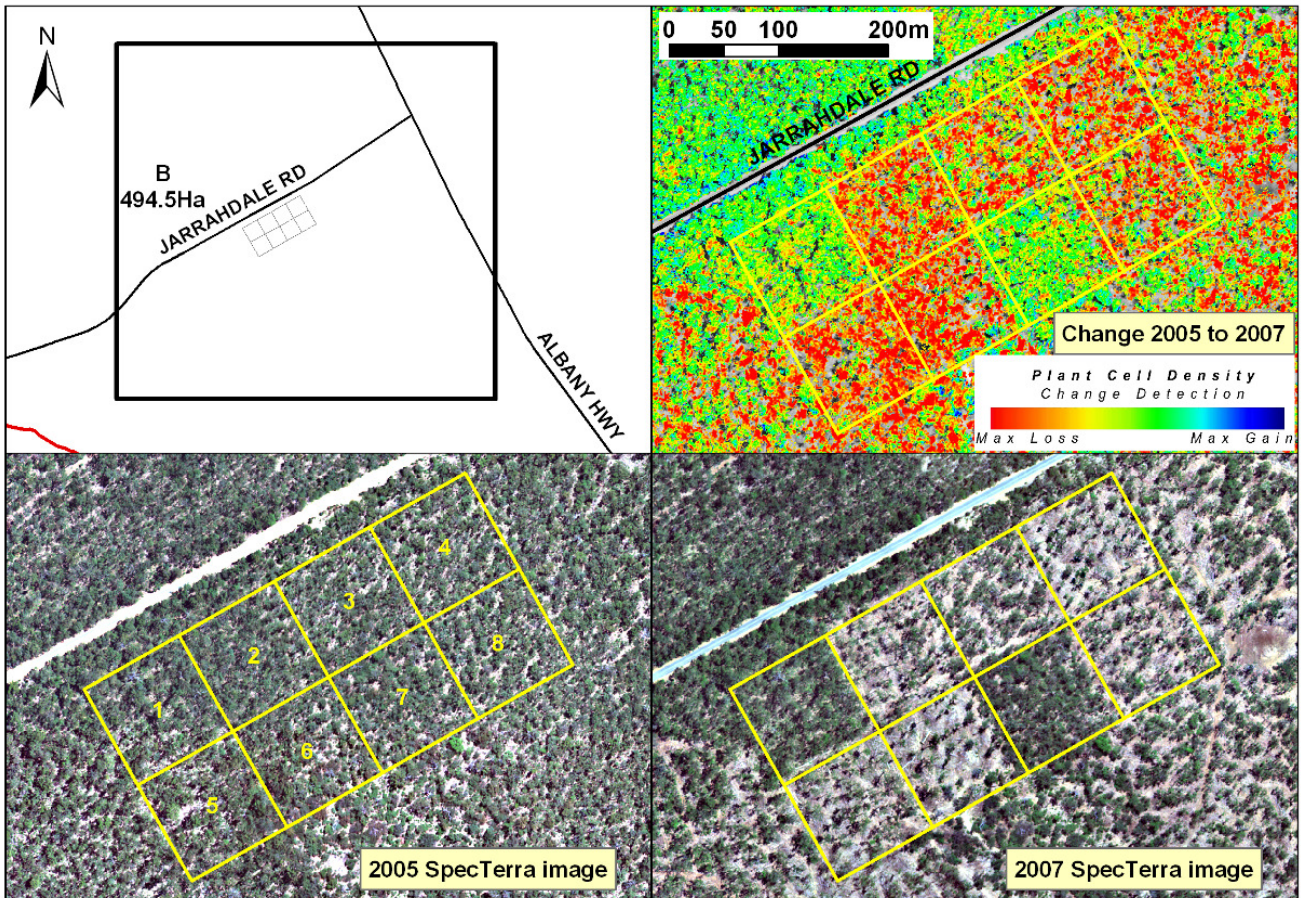 N
B
494.5Ha
JARRAHDALE RD
ALBANY HWY
0 50 100 200m
JARRAHDALE RD
Change 2005 to 2007
Plant Cell Density
Change Detection
Max Loss Max Gain
1
2
3
4
5
6
7
8
2005 SpecTerra image
2007 SpecTerra image